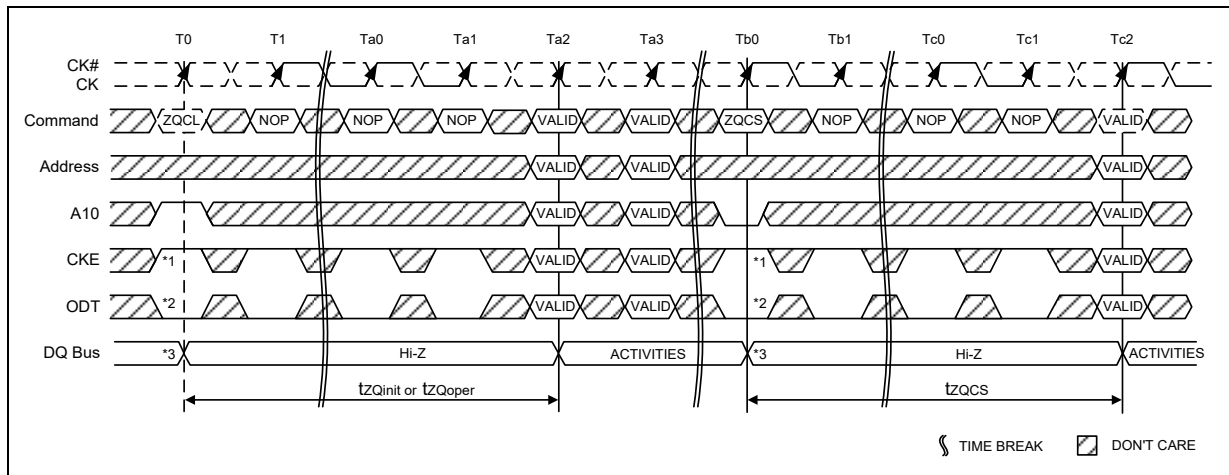 T0 T1 Ta0 Ta1 Ta2 Ta3 Tb0 Tb1 Tc0 Tc1 Tc2
CK#
CK
Command ZQCL NOP NOP NOP VALID VALID ZQCS NOP NOP NOP VALID
Address VALID VALID VALID
A10 VALID VALID VALID
CKE *1 VALID VALID *1 VALID
ODT *2 VALID VALID *2 VALID
DQ Bus *3 Hi-Z ACTIVITIES *3 Hi-Z ACTIVITIES
tZQinit or tZQoper tZQCS
TIME BREAK DON'T CARE